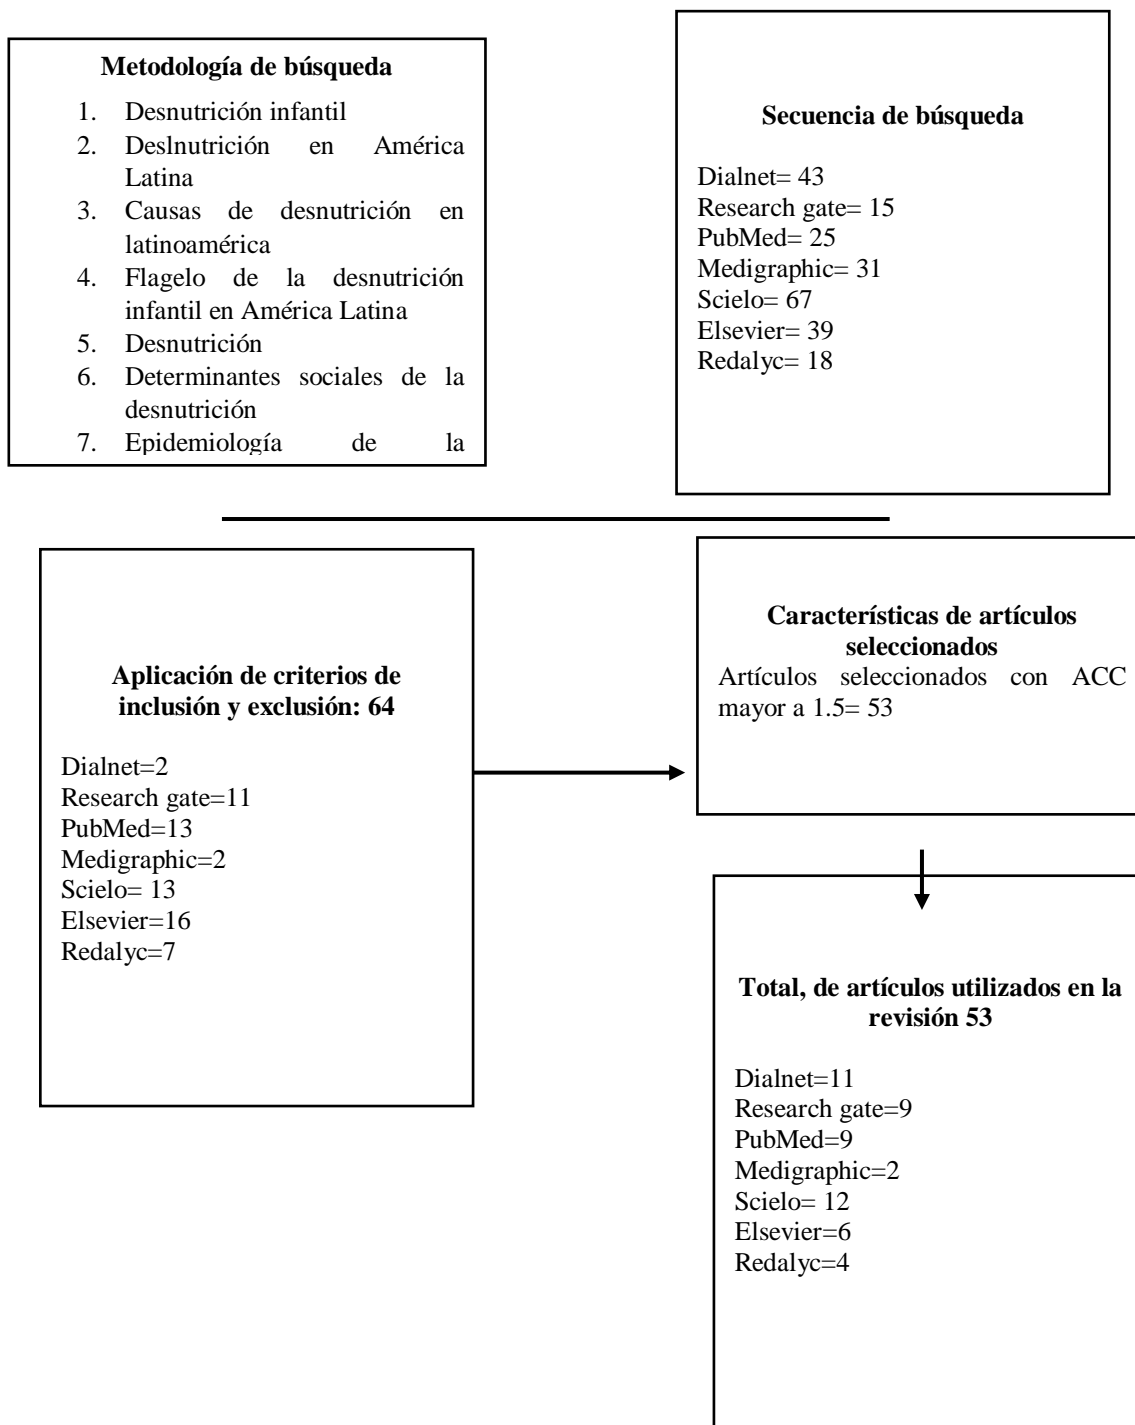 Metodología de búsqueda
1. Desnutrición infantil
2. Deslnutrición en América
Latina
3. Causas de desnutrición en
latinoamérica
4. Flagelo de la desnutrición
infantil en América Latina
5. Desnutrición
6. Determinantes sociales de la
desnutrición
7. Epidemiología de la
Secuencia de búsqueda
Dialnet= 43
Research gate= 15
PubMed= 25
Medigraphic= 31
Scielo= 67
Elsevier= 39
Redalyc= 18
Aplicación de criterios de
inclusión y exclusión: 64
Dialnet=2
Research gate=11
PubMed=13
Medigraphic=2
Scielo= 13
Elsevier=16
Redalyc=7
Características de artículos
seleccionados
Artículos seleccionados con ACC
mayor a 1.5= 53
Total, de artículos utilizados en la
revisión 53
Dialnet=11
Research gate=9
PubMed=9
Medigraphic=2
Scielo= 12
Elsevier=6
Redalyc=4